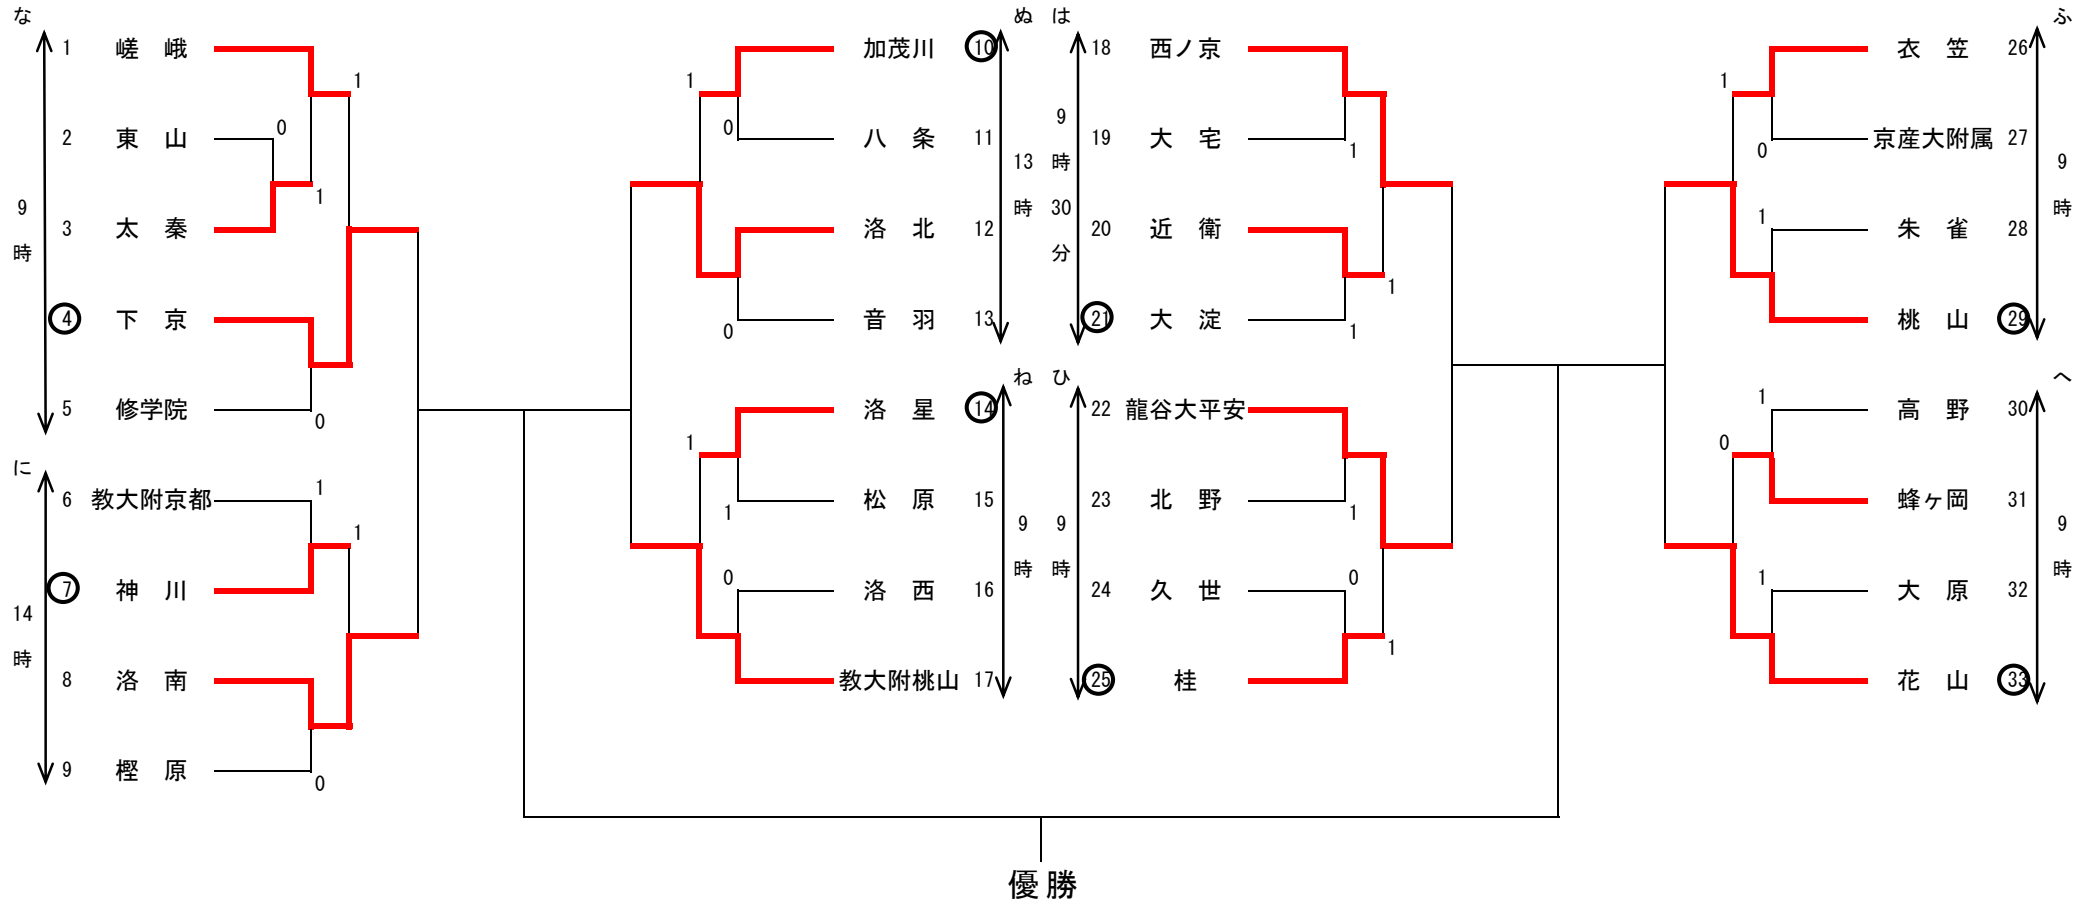 な
9
時
1 嵯 峨
2 東 山
3 太 秦
4 下 京
5 修学院
1
0
1
0
に
14
時
6 教大附京都
7 神 川
8 洛 南
9 樫 原
1
1
0
加茂川 10
八 条 11
洛 北 12
音 羽 13
1
0
0
ぬ
13
時
洛 星 14
松 原 15
洛 西 16
教大附桃山 17
1
1
0
ね
9
時
は
9
時
30
分
18 西ノ京
19 大 宅
20 近 衛
21 大 淀
1
1
1
ひ
9
時
22 龍谷大平安
23 北 野
24 久 世
25 桂
1
0
1
衣 笠 26
京産大附属 27
朱 雀 28
桃 山 29
1
0
1
ふ
9
時
高 野 30
蜂ヶ岡 31
大 原 32
花 山 33
1
0
1
へ
9
時
優勝